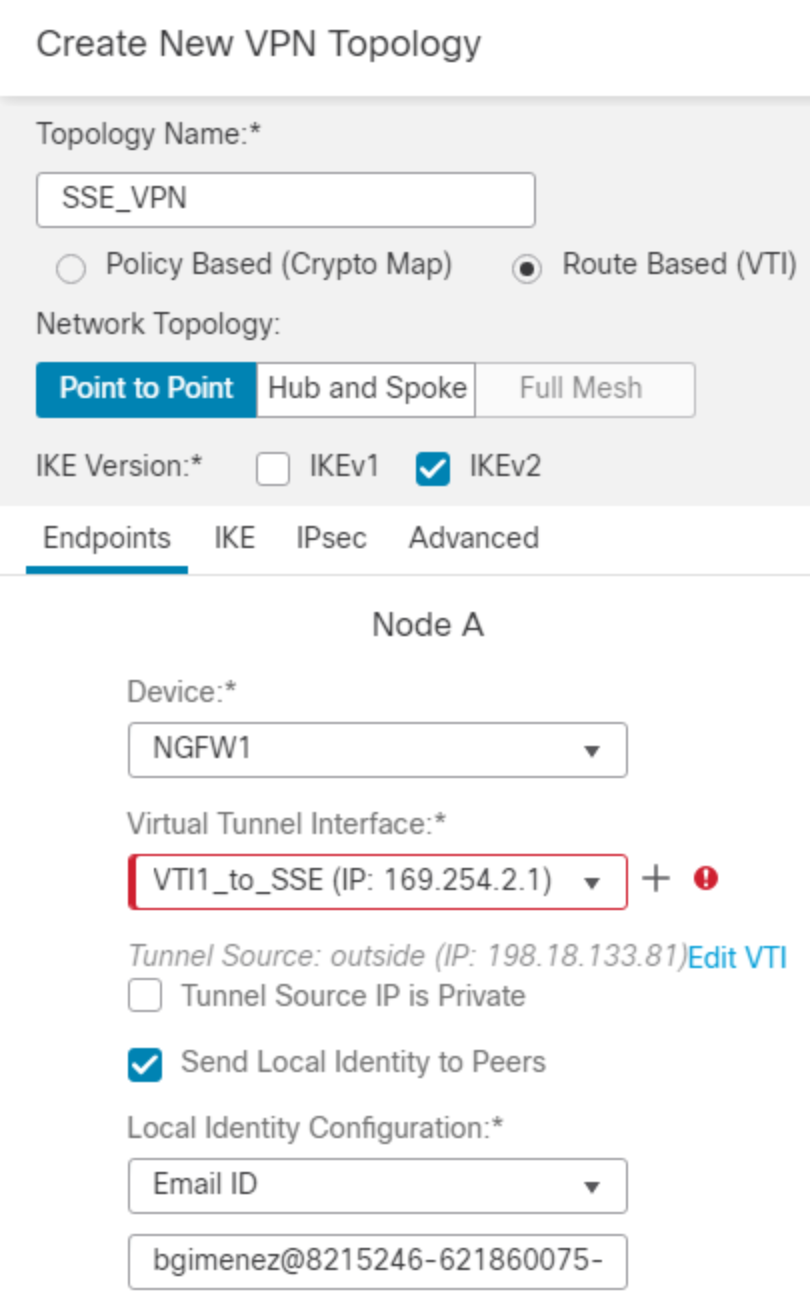 Create New VPN Topology
Topology Name:*
SSE_VPN
Policy Based (Crypto Map) Route Based (VTI)
Network Topology:
Point to Point Hub and Spoke Full Mesh
IKE Version:* IKEv1 IKEv2
Endpoints IKE IPsec Advanced
Node A
Device:*
NGFW1
Virtual Tunnel Interface:*
VTI1_to_SSE (IP: 169.254.2.1)
Tunnel Source: outside (IP: 198.18.133.81)Edit VTI
Tunnel Source IP is Private
Send Local Identity to Peers
Local Identity Configuration:*
Email ID
bgimenez@8215246-621860075-